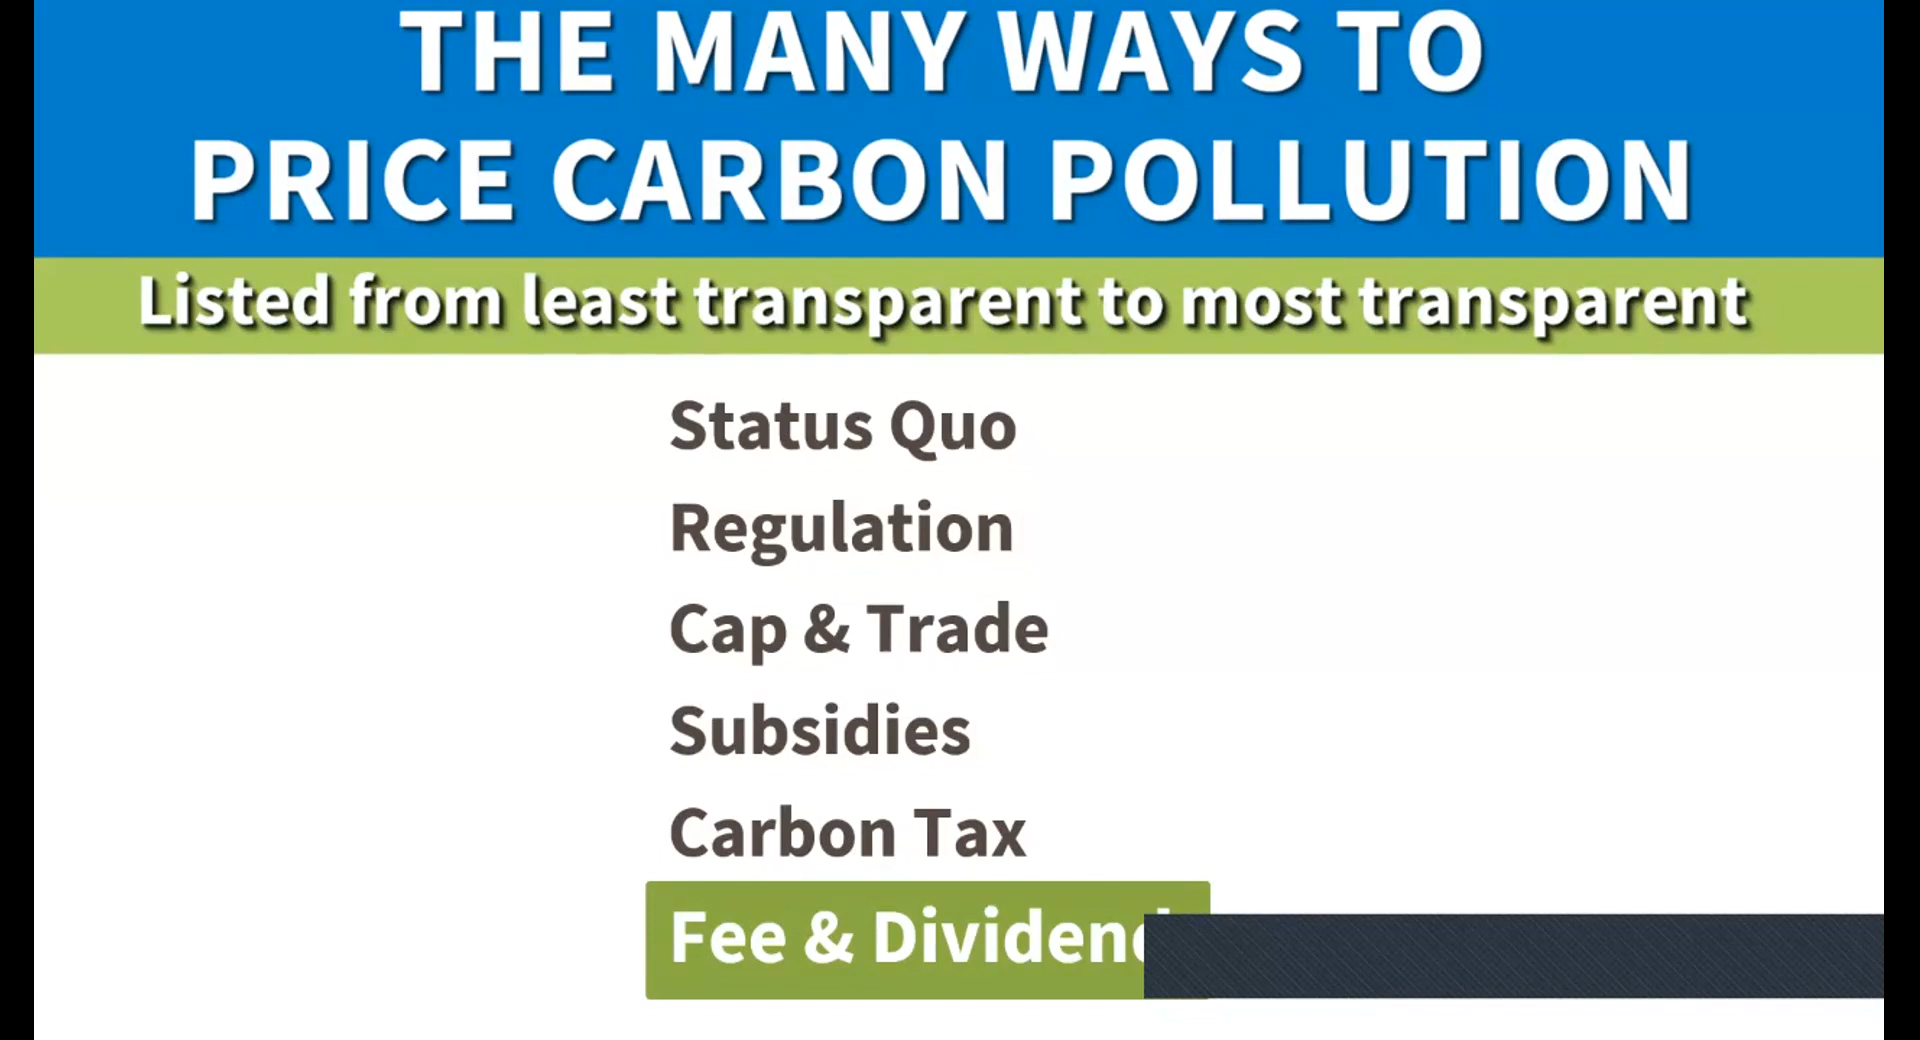 THE MANY WAYS TO
PRICE CARBON POLLUTION
Listed from least transparent to most transparent
Status Quo
Regulation
Cap & Trade
Subsidies
Carbon Tax
Fee & Dividend